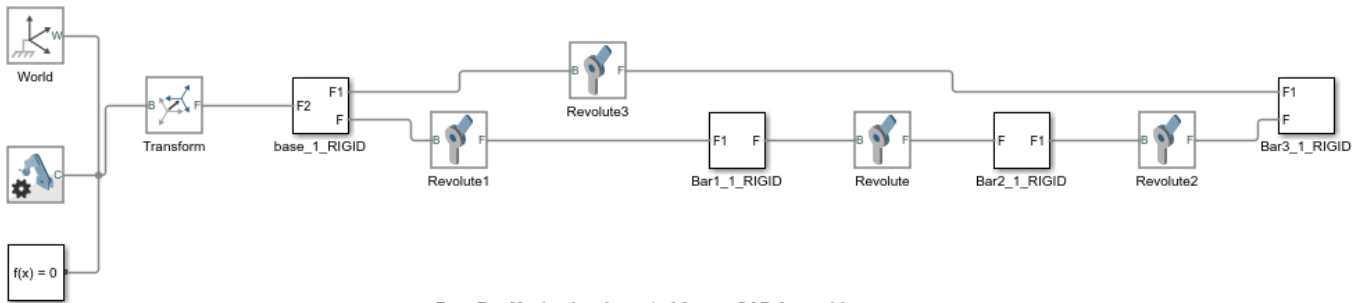 World
W
C
f(x) = 0
B
F
Transform
F2
F1
F
base_1_RIGID
B
F
Revolute3
B
F
Revolute1
F1
F
Bar1_1_RIGID
B
F
Revolute
F
F1
Bar2_1_RIGID
B
F
Revolute2
F1
F
Bar3_1_RIGID